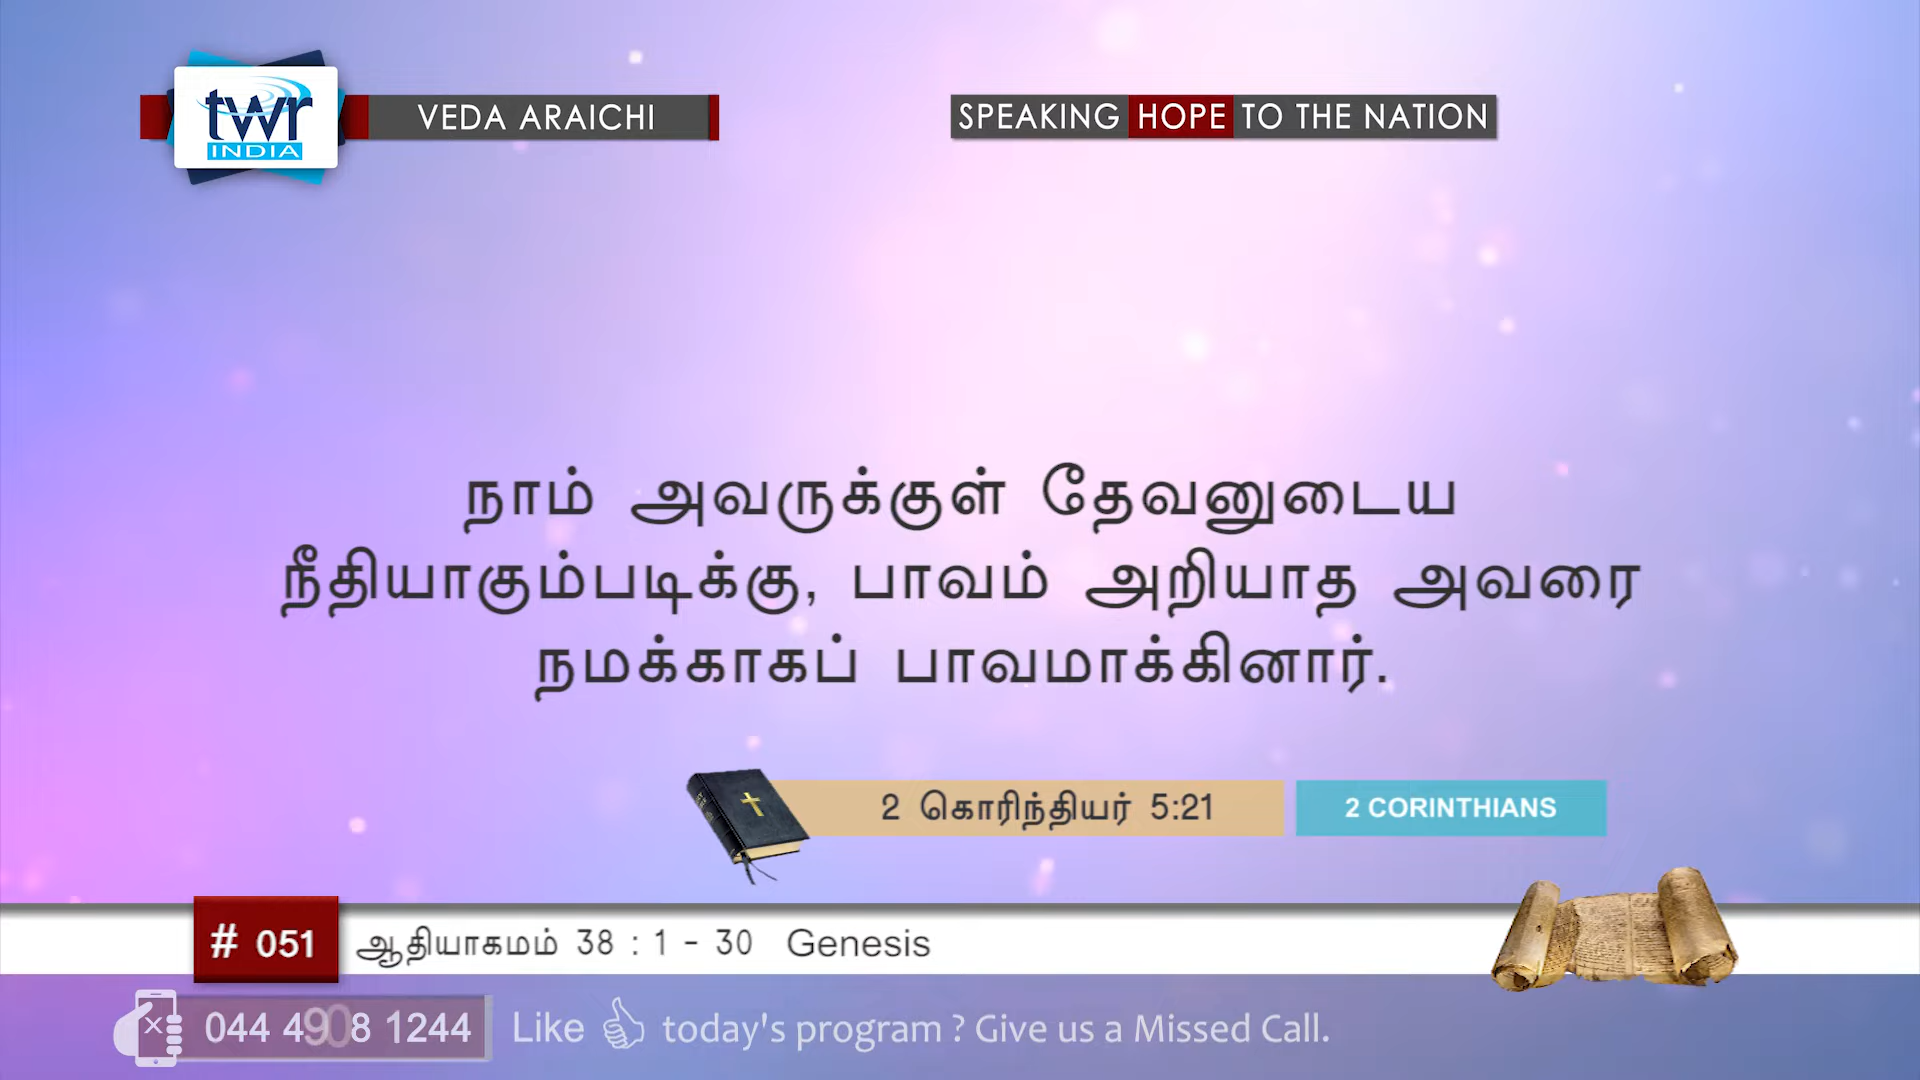 twr
INDIA
VEDA ARAICHI
SPEAKING HOPE TO THE NATION
நாம் அவருக்குள் தேவனுடைய
நீதியாகும்படிக்கு, பாவம் அறியாத அவரை
நமக்காகப் பாவமாக்கினார்.
2 கொரிந்தியர் 5:21
2 CORINTHIANS
# 051
ஆதியாகமம் 38 : 1 - 30 Genesis
044 4908 1244
Like today's program ? Give us a Missed Call.